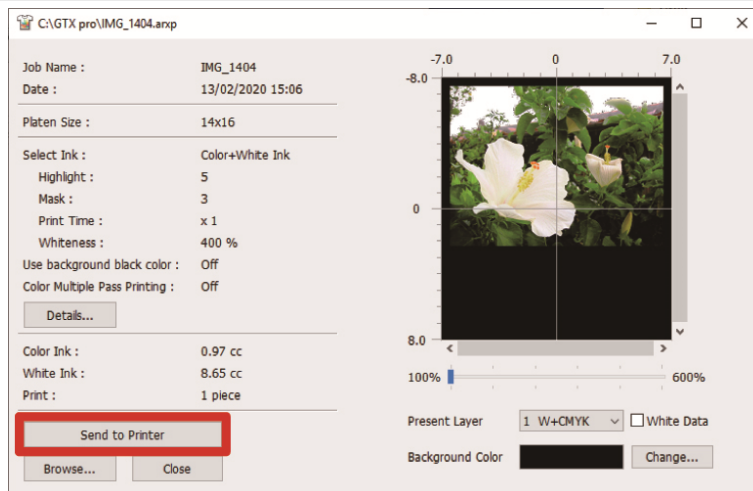 C:\GTX pro\IMG_1404.arxp
Job Name : IMG_1404
Date : 13/02/2020 15:06
Platen Size : 14x16
Select Ink : Color+White Ink
Highlight : 5
Mask : 3
Print Time : x 1
Whiteness : 400 %
Use background black color : Off
Color Multiple Pass Printing : Off
Details...
Color Ink : 0.97 cc
White Ink : 8.65 cc
Print : 1 piece
Send to Printer
Browse... Close
-7.0 0 7.0
-8.0
0
8.0
100% 600%
Present Layer 1 W+CMYK White Data
Background Color Change...